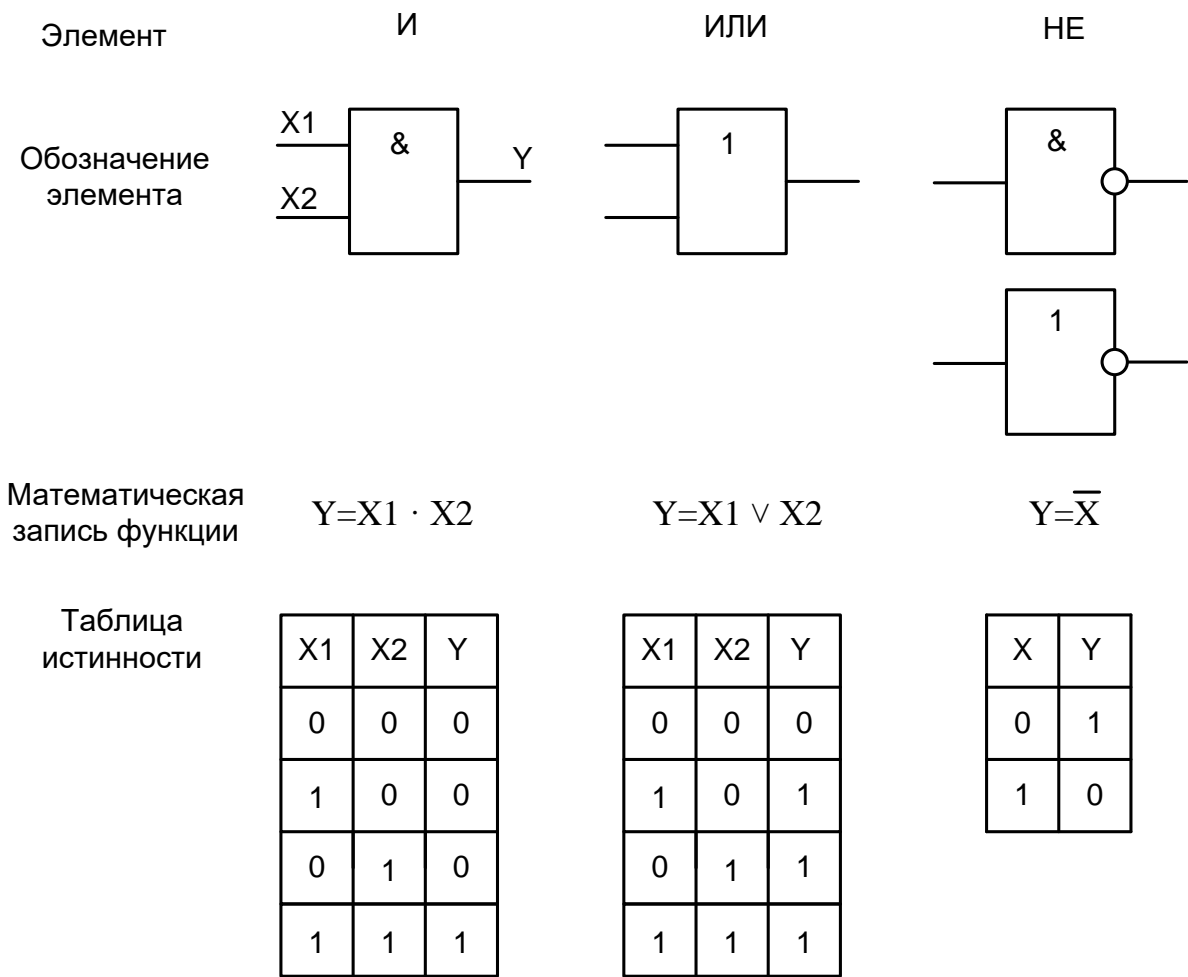 Элемент И ИЛИ НЕ
Обозначение
элемента
X1 & Y
X2
1
&
1
Математическая
запись функции
Y=X1 · X2 Y=X1 ∨ X2 Y=X̅
Таблица
истинности
X1 X2 Y
0 0 0
1 0 0
0 1 0
1 1 1
X1 X2 Y
0 0 0
1 0 1
0 1 1
1 1 1
X Y
0 1
1 0